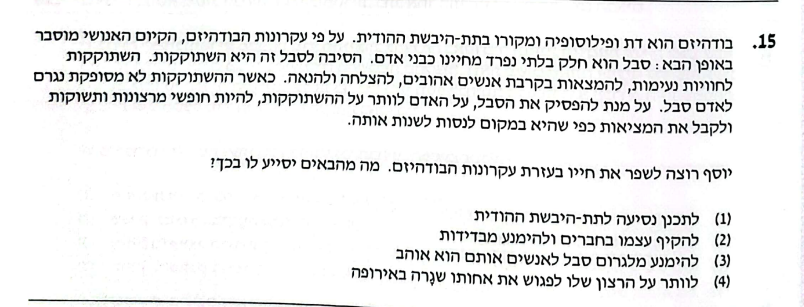 15. בודהיזם הוא דת ופילוסופיה ומקורו בתת-היבשת ההודית. על פי עקרונות הבודהיזם, הקיום האנושי מוסבר
באופן הבא: סבל הוא חלק בלתי נפרד מחיינו כבני אדם. הסיבה לסבל זה היא השתוקקות. השתוקקות
לחוויות נעימות, להמצאות בקרבת אנשים אהובים, להצלחה ולהנאה. כאשר ההשתוקקות לא מסופקת נגרם
לאדם סבל. על מנת להפסיק את הסבל, על האדם לוותר על ההשתוקקות, להיות חופשי מרצונות ותשוקות
ולקבל את המציאות כפי שהיא במקום לנסות לשנות אותה.
יוסף רוצה לשפר את חייו בעזרת עקרונות הבודהיזם. מה מהבאים יסייע לו בכך?
(1) לתכנן נסיעה לתת-היבשת ההודית
(2) להקיף עצמו בחברים ולהימנע מבדידות
(3) להימנע מלגרום סבל לאנשים אותם הוא אוהב
(4) לוותר על הרצון שלו לפגוש את אחותו שגָרה באירופה